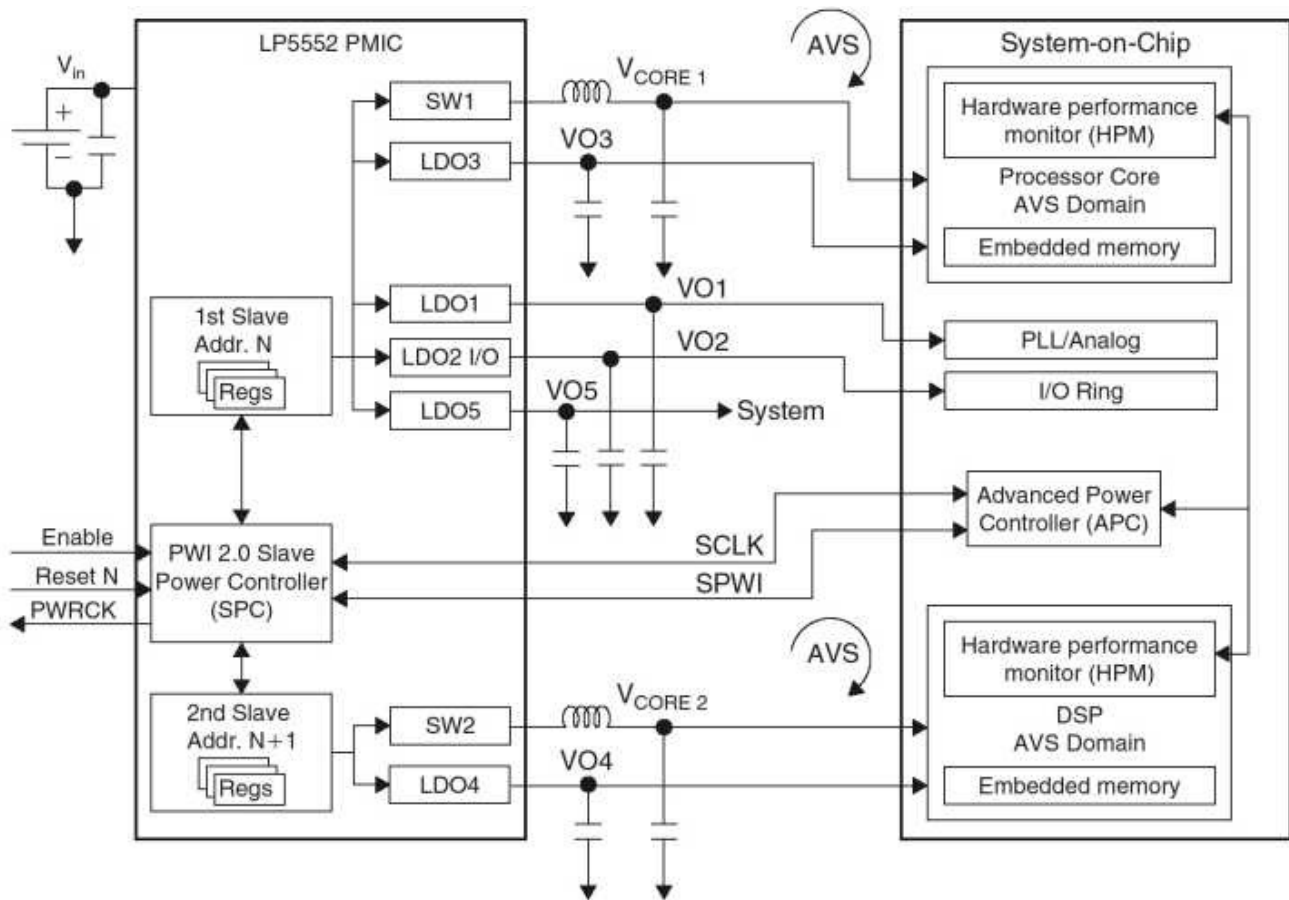 LP5552 PMIC
System-on-Chip
Vin
+
−
SW1
VCORE 1
AVS
Hardware performance
monitor (HPM)
LDO3
VO3
Processor Core
AVS Domain
Embedded memory
1st Slave
Addr. N
Regs
LDO1
VO1
PLL/Analog
LDO2 I/O
VO2
I/O Ring
LDO5
VO5
System
Advanced Power
Controller (APC)
Enable
Reset N
PWRCK
PWI 2.0 Slave
Power Controller
(SPC)
SCLK
SPWI
AVS
Hardware performance
monitor (HPM)
2nd Slave
Addr. N+1
Regs
SW2
VCORE 2
DSP
AVS Domain
LDO4
VO4
Embedded memory